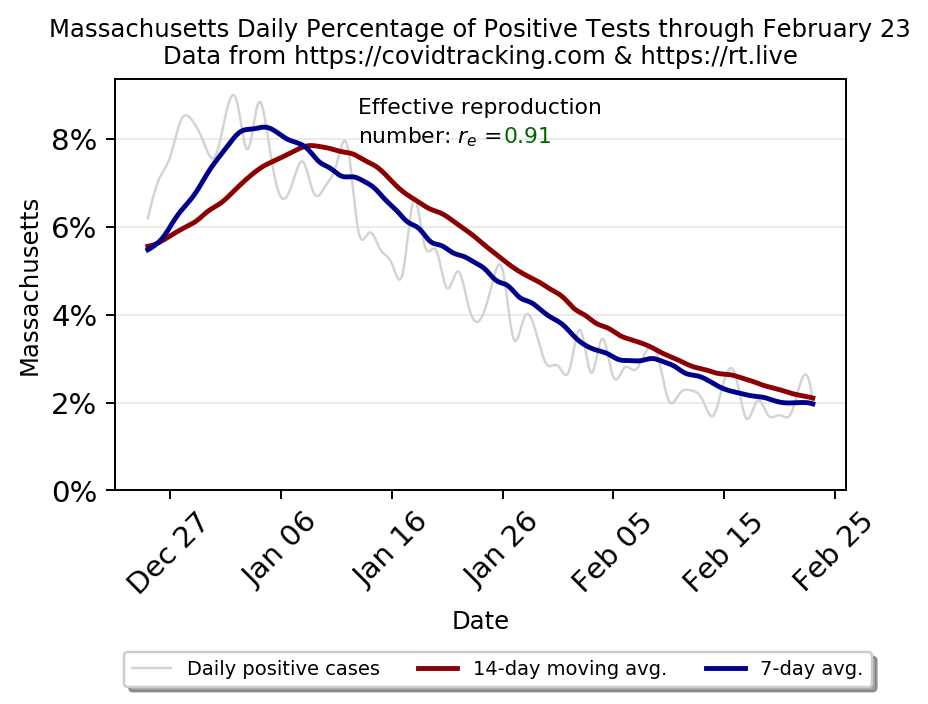 Massachusetts Daily Percentage of Positive Tests through February 23
Data from https://covidtracking.com & https://rt.live
Effective reproduction
number: rₑ =0.91
Massachusetts
8%
6%
4%
2%
0%
Dec 27
Jan 06
Jan 16
Jan 26
Feb 05
Feb 15
Feb 25
Date
Daily positive cases
14-day moving avg.
7-day avg.